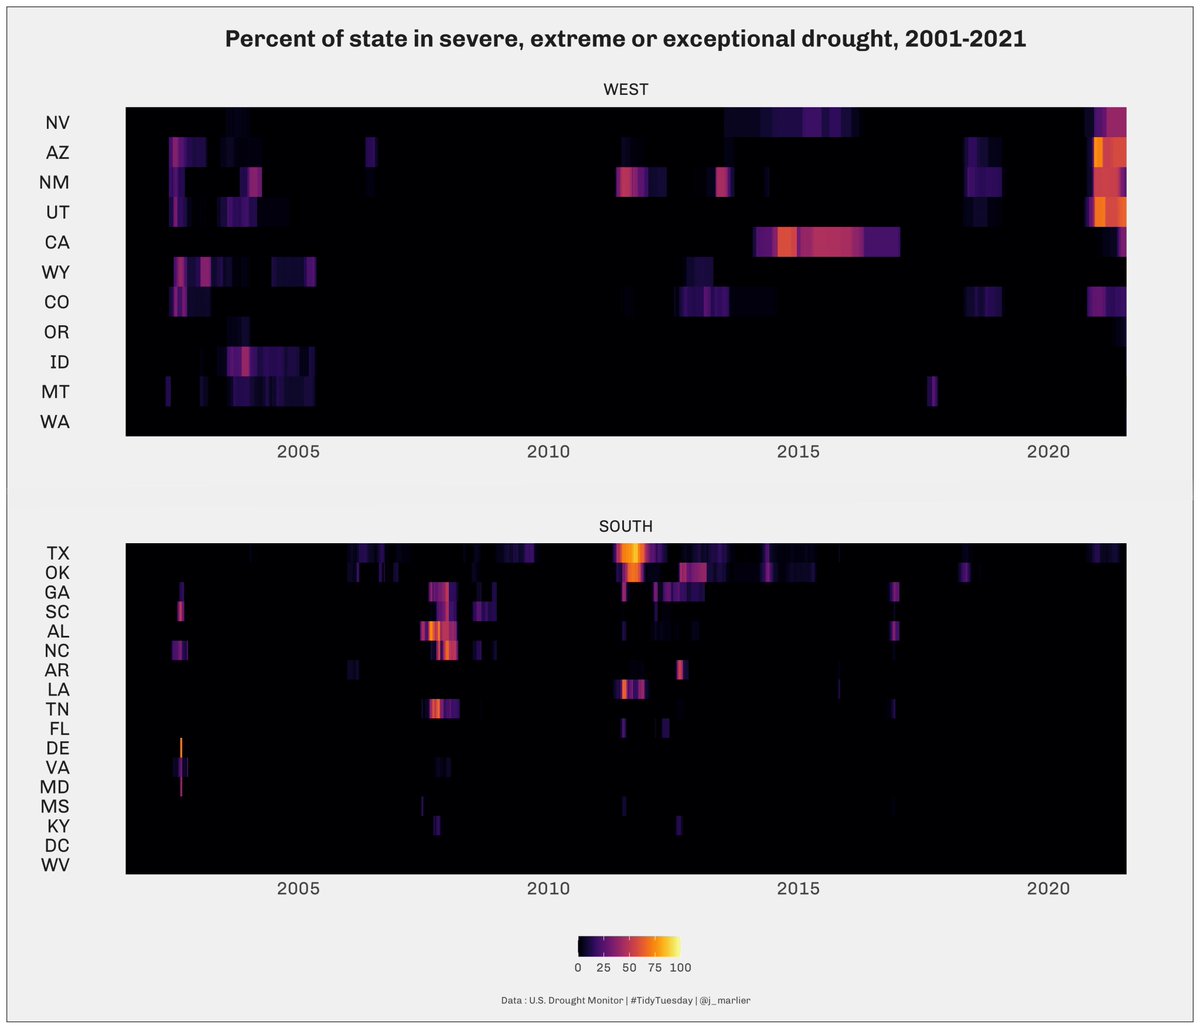 Percent of state in severe, extreme or exceptional drought, 2001-2021
WEST
NV
AZ
NM
UT
CA
WY
CO
OR
ID
MT
WA
2005 2010 2015 2020
SOUTH
TX
OK
GA
SC
AL
NC
AR
LA
TN
FL
DE
VA
MD
MS
KY
DC
WV
2005 2010 2015 2020
0 25 50 75 100
Data : U.S. Drought Monitor | #TidyTuesday | @j_marlier